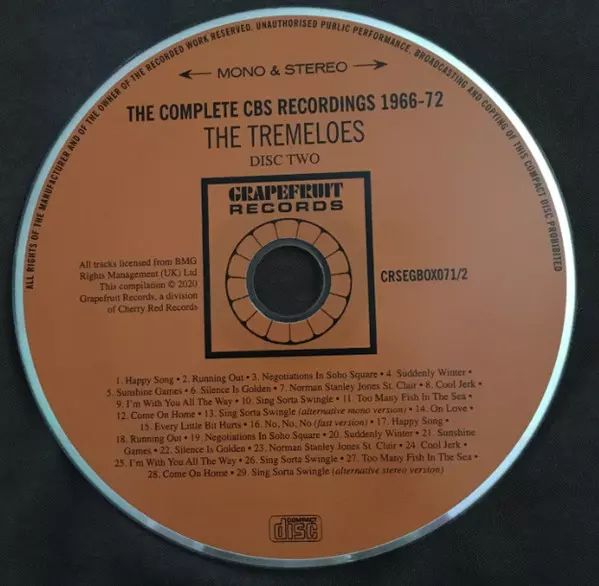 ALL RIGHTS OF THE MANUFACTURER AND OF THE OWNER OF THE RECORDED WORK RESERVED. UNAUTHORISED PUBLIC PERFORMANCE, BROADCASTING AND COPYING OF THIS COMPACT DISC PROHIBITED
MONO & STEREO
THE COMPLETE CBS RECORDINGS 1966-72
THE TREMELOES
DISC TWO
GRAPEFRUIT
RECORDS
All tracks licensed from BMG
Rights Management (UK) Ltd
This compilation © 2020
Grapefruit Records, a division
of Cherry Red Records
CRSEGBOX071/2
1. Happy Song • 2. Running Out • 3. Negotiations In Soho Square • 4. Suddenly Winter •
5. Sunshine Games • 6. Silence Is Golden • 7. Norman Stanley Jones St. Clair • 8. Cool Jerk •
9. I'm With You All The Way • 10. Sing Sorta Swingle • 11. Too Many Fish In The Sea •
12. Come On Home • 13. Sing Sorta Swingle (alternative mono version) • 14. On Love •
15. Every Little Bit Hurts • 16. No, No, No (fast version) • 17. Happy Song •
18. Running Out • 19. Negotiations In Soho Square • 20. Suddenly Winter • 21. Sunshine
Games • 22. Silence Is Golden • 23. Norman Stanley Jones St. Clair • 24. Cool Jerk •
25. I'm With You All The Way • 26. Sing Sorta Swingle • 27. Too Many Fish In The Sea •
28. Come On Home • 29. Sing Sorta Swingle (alternative stereo version)
COMPACT
disc